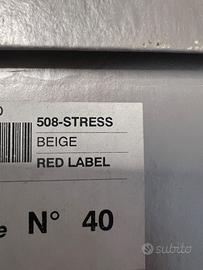 508-STRESS
BEIGE
RED LABEL
e N° 40
subito